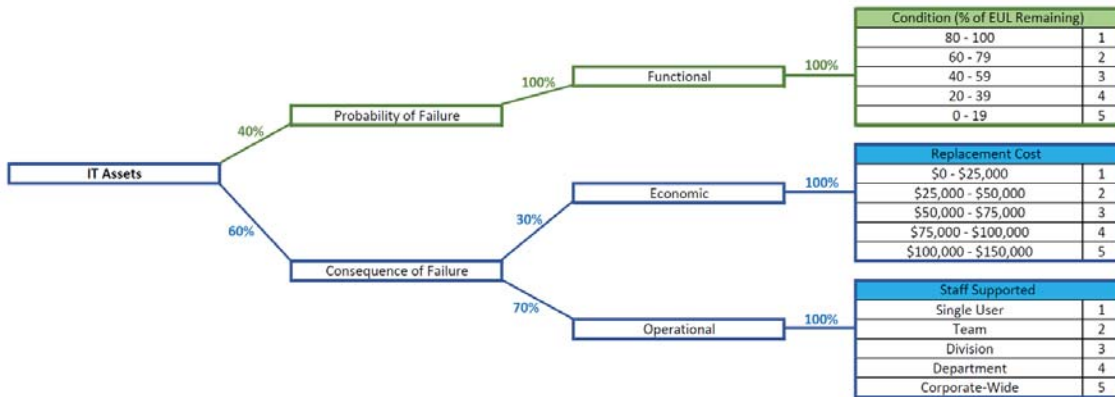 Condition (% of EUL Remaining)
80 - 100 1
60 - 79 2
40 - 59 3
20 - 39 4
0 - 19 5
100%
Functional
100%
Probability of Failure
40%
IT Assets
60%
Consequence of Failure
30%
Economic
100%
Replacement Cost
$0 - $25,000 1
$25,000 - $50,000 2
$50,000 - $75,000 3
$75,000 - $100,000 4
$100,000 - $150,000 5
70%
Operational
100%
Staff Supported
Single User 1
Team 2
Division 3
Department 4
Corporate-Wide 5